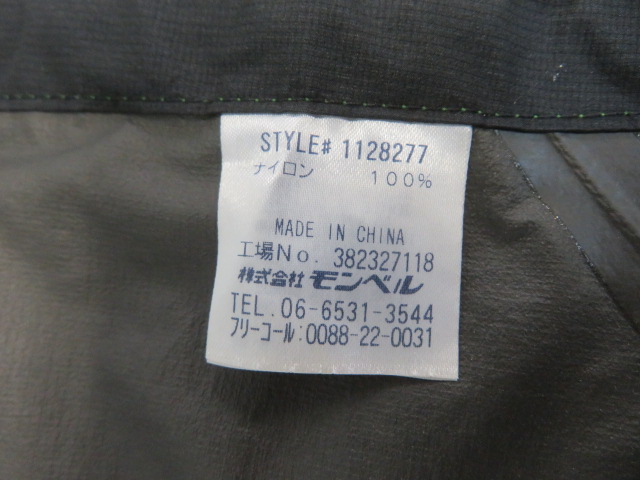 STYLE# 1128277
ナイロン 100%
MADE IN CHINA
工場No. 382327118
株式会社モンベル
TEL. 06-6531-3544
フリーコール:0088-22-0031